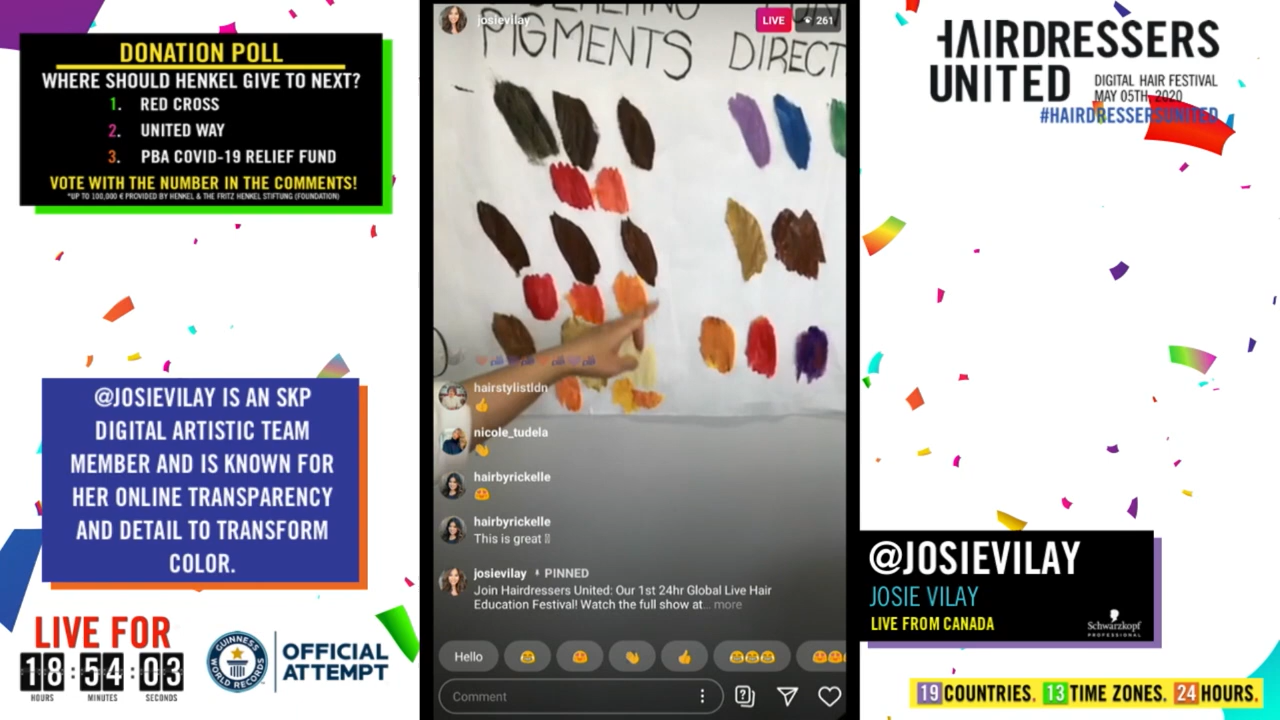 DONATION POLL
WHERE SHOULD HENKEL GIVE TO NEXT?
1. RED CROSS
2. UNITED WAY
3. PBA COVID-19 RELIEF FUND
VOTE WITH THE NUMBER IN THE COMMENTS!
*UP TO 100,000 € PROVIDED BY HENKEL & THE FRITZ HENKEL STIFTUNG (FOUNDATION)
@JOSIEVILAY IS AN SKP
DIGITAL ARTISTIC TEAM
MEMBER AND IS KNOWN FOR
HER ONLINE TRANSPARENCY
AND DETAIL TO TRANSFORM
COLOR.
LIVE FOR
18:54:03
HOURS MINUTES SECONDS
GUINNESS
WORLD RECORDS
OFFICIAL
ATTEMPT
josievilay
LIVE 261
PIGMENTS DIRECT
hairstylistldn
👍
nicole_tudela
👏
hairbyrickelle
😍
hairbyrickelle
This is great
josievilay PINNED
Join Hairdressers United: Our 1st 24hr Global Live Hair
Education Festival! Watch the full show at... more
Hello 😂 😍 👏 👍 😂😂😂
Comment
HAIRDRESSERS
UNITED
DIGITAL HAIR FESTIVAL
MAY 05TH, 2020
#HAIRDRESSERSUNITED
@JOSIEVILAY
JOSIE VILAY
LIVE FROM CANADA
Schwarzkopf
PROFESSIONAL
19 COUNTRIES. 13 TIME ZONES. 24 HOURS.